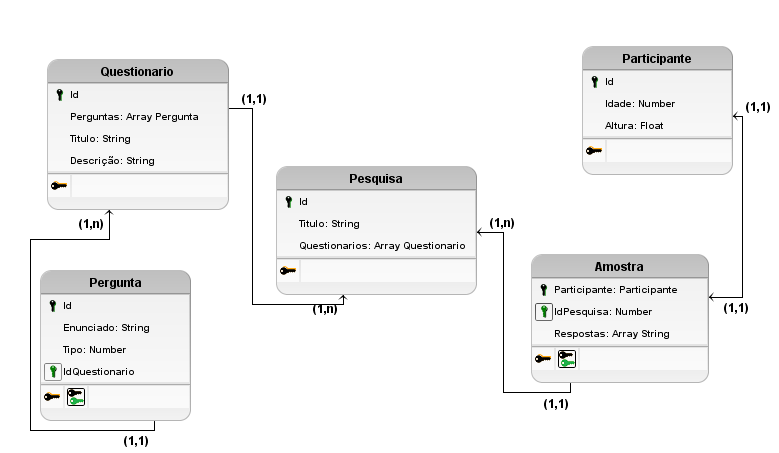 Questionario
Id
Perguntas: Array Pergunta
Titulo: String
Descrição: String
(1,1)
(1,n)
Participante
Id
Idade: Number
Altura: Float
(1,1)
Pesquisa
Id
Titulo: String
Questionarios: Array Questionario
(1,n)
(1,n)
Pergunta
Id
Enunciado: String
Tipo: Number
IdQuestionario
(1,1)
Amostra
Participante: Participante
IdPesquisa: Number
Respostas: Array String
(1,1)
(1,1)